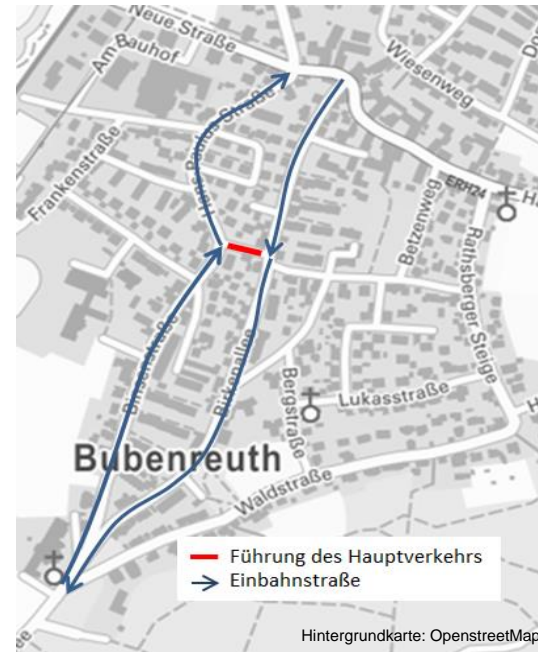 Neue Straße
Am Bauhof
Wiesenweg
Hans-Paulus-Straße
Frankenstraße
ERH24
Betzenweg
Rathsberger Steige
Binsenstraße
Birkenallee
Bergstraße
Lukasstraße
Bubenreuth
Waldstraße
Führung des Hauptverkehrs
Einbahnstraße
Hintergrundkarte: OpenstreetMap